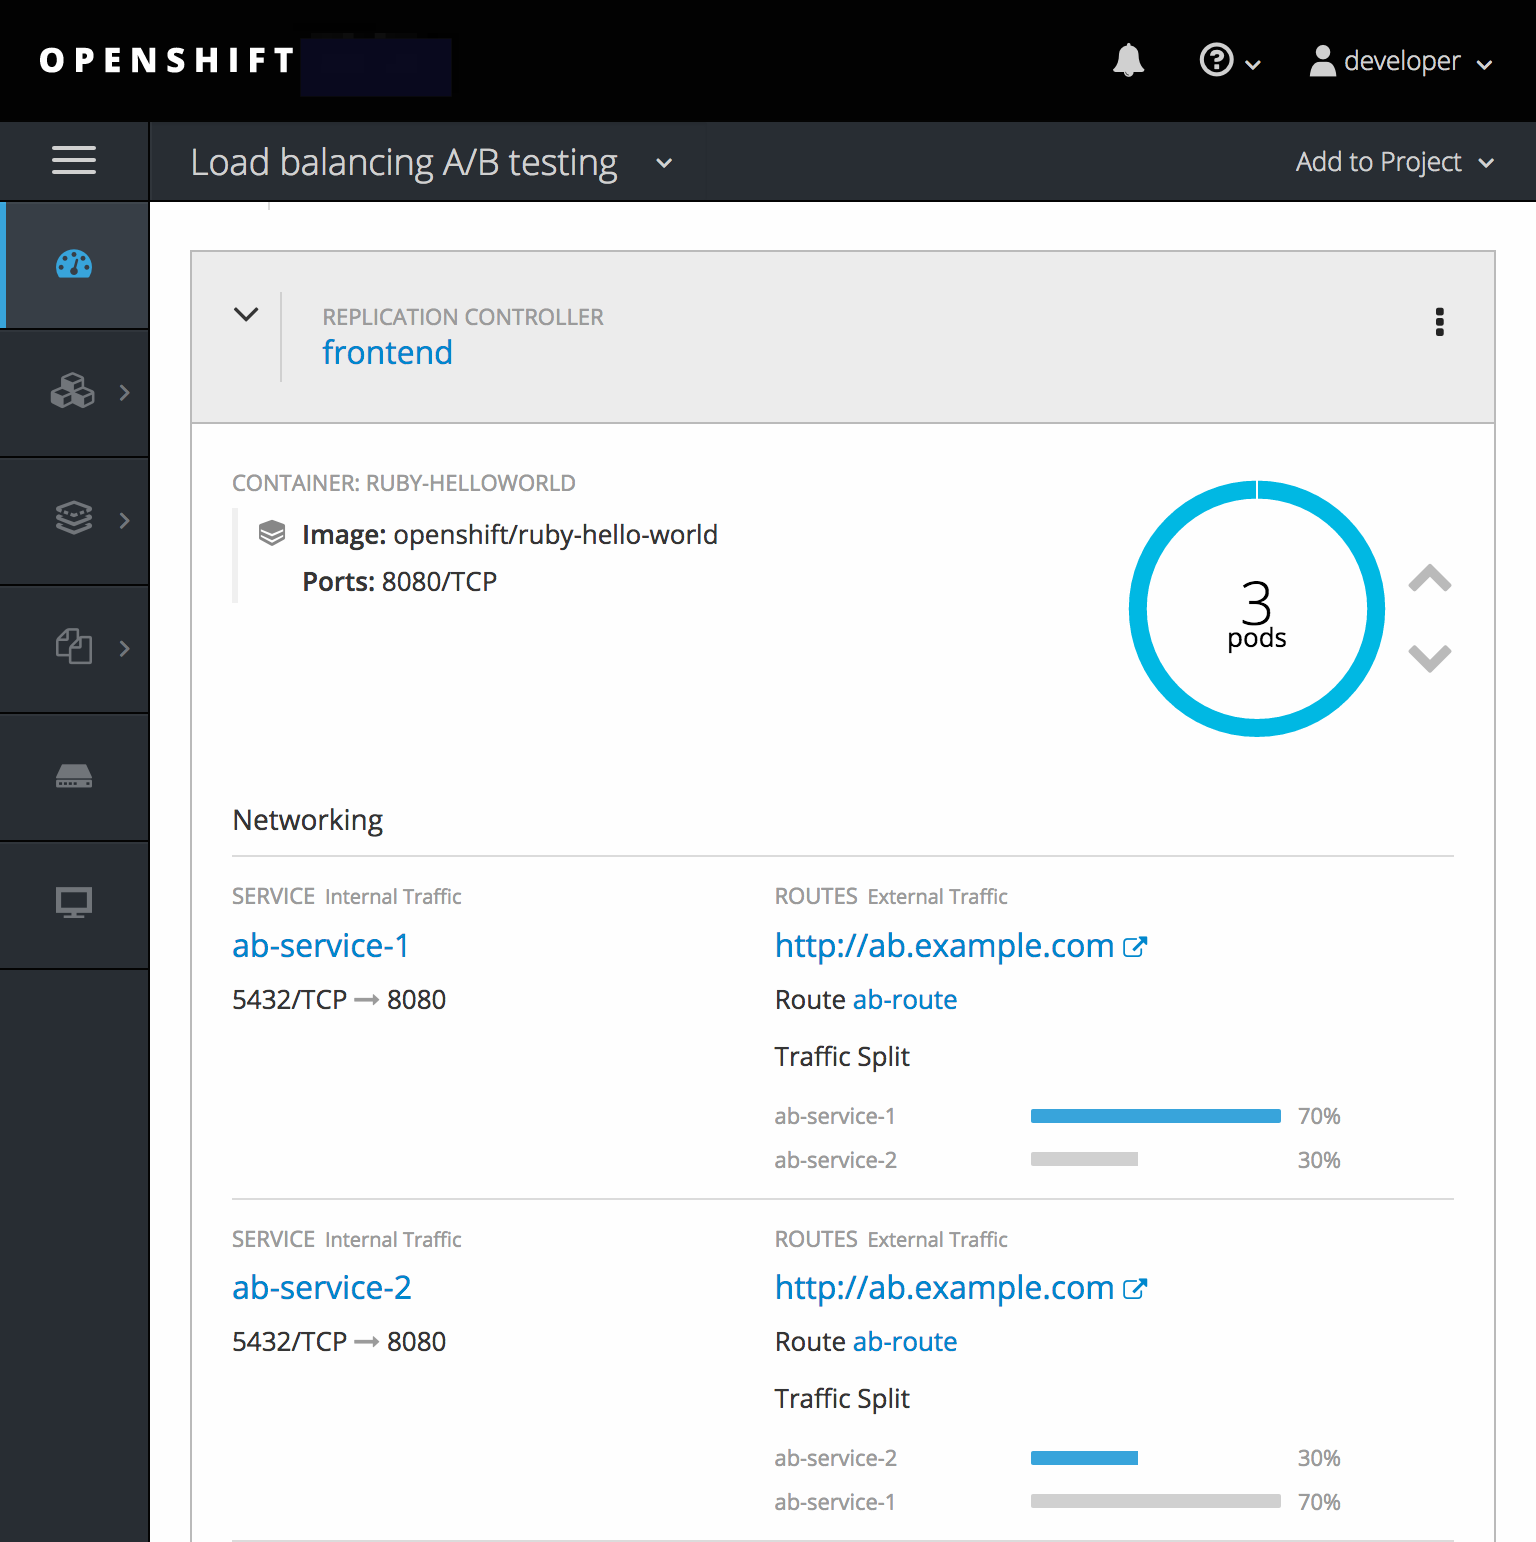 OPENSHIFT
developer
Load balancing A/B testing
Add to Project
REPLICATION CONTROLLER
frontend
CONTAINER: RUBY-HELLOWORLD
Image: openshift/ruby-hello-world
Ports: 8080/TCP
3
pods
Networking
SERVICE Internal Traffic
ab-service-1
5432/TCP → 8080
ROUTES External Traffic
http://ab.example.com
Route ab-route
Traffic Split
ab-service-1 70%
ab-service-2 30%
SERVICE Internal Traffic
ab-service-2
5432/TCP → 8080
ROUTES External Traffic
http://ab.example.com
Route ab-route
Traffic Split
ab-service-2 30%
ab-service-1 70%